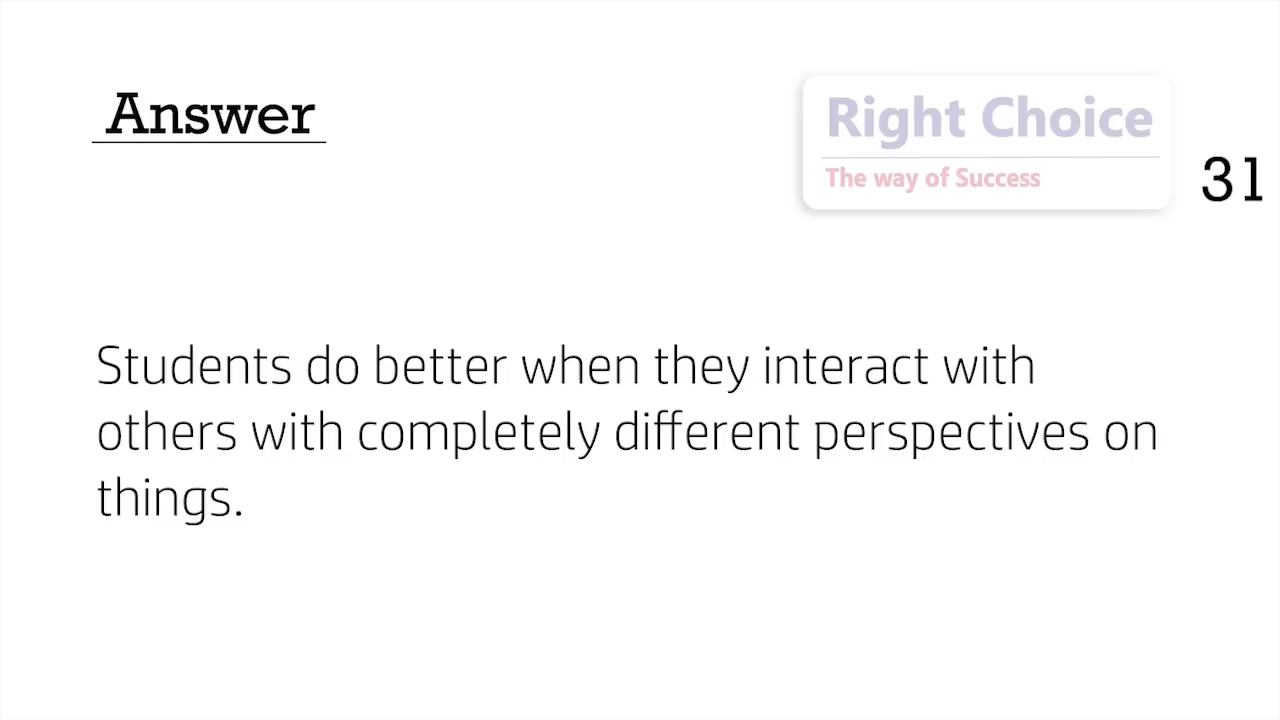 Answer
Right Choice
The way of Success
31
Students do better when they interact with
others with completely different perspectives on
things.